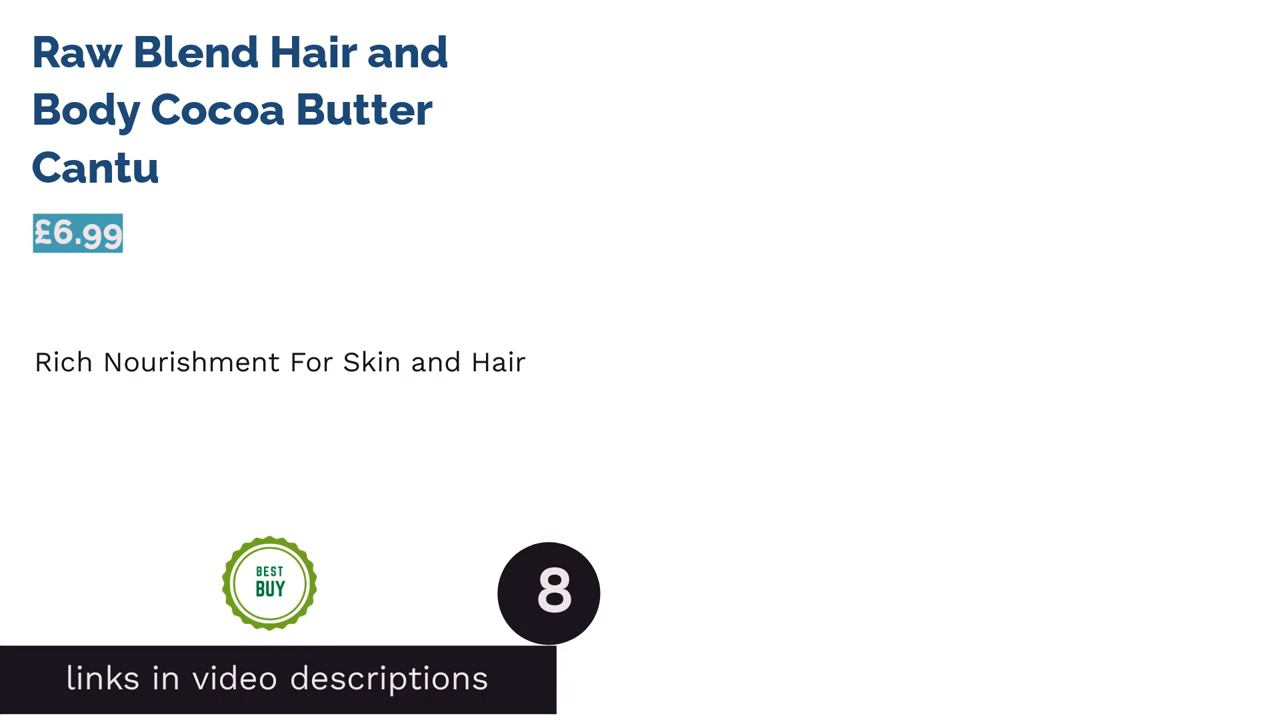 Raw Blend Hair and
Body Cocoa Butter
Cantu
£6.99
Rich Nourishment For Skin and Hair
BEST
BUY
8
links in video descriptions